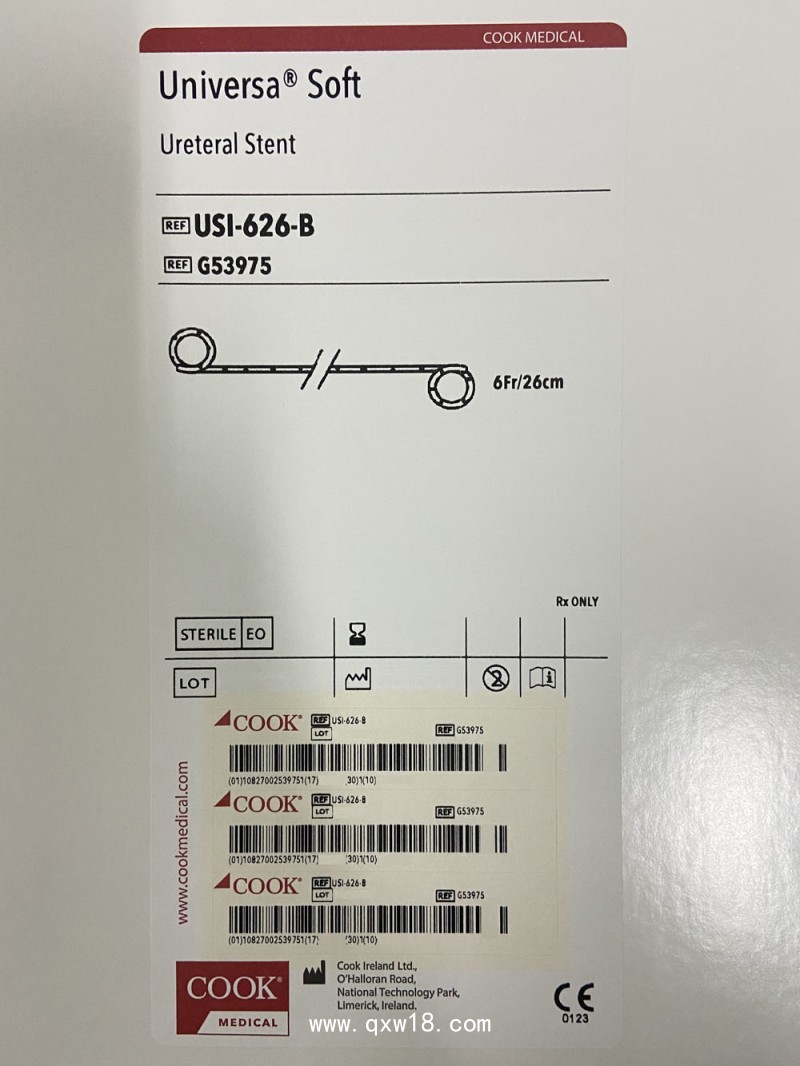 COOK MEDICAL
Universa® Soft
Ureteral Stent
REF USI-626-B
REF G53975
6Fr/26cm
Rx ONLY
STERILE EO
LOT
2
i
COOK® REF USI-626-B
LOT
REF G53975
(01)10827002539751(17) 30)1(10)
COOK® REF USI-626-B
LOT
REF G53975
(01)10827002539751(17) (30)1(10)
COOK® REF USI-626-B
LOT
REF G53975
(01)10827002539751(17) (30)1(10)
www.cookmedical.com
COOK®
MEDICAL
Cook Ireland Ltd.,
O'Halloran Road,
National Technology Park,
Limerick, Ireland.
CE
0123
www.qxw18.com